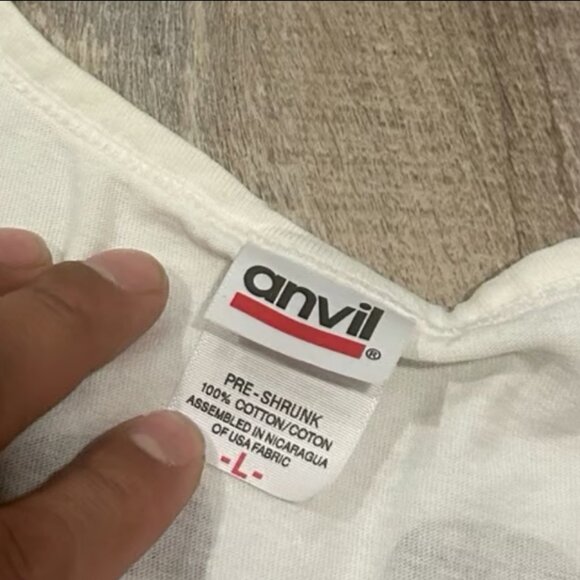 anvil®
PRE-SHRUNK
100% COTTON/COTON
ASSEMBLED IN NICARAGUA
OF USA FABRIC
-L-